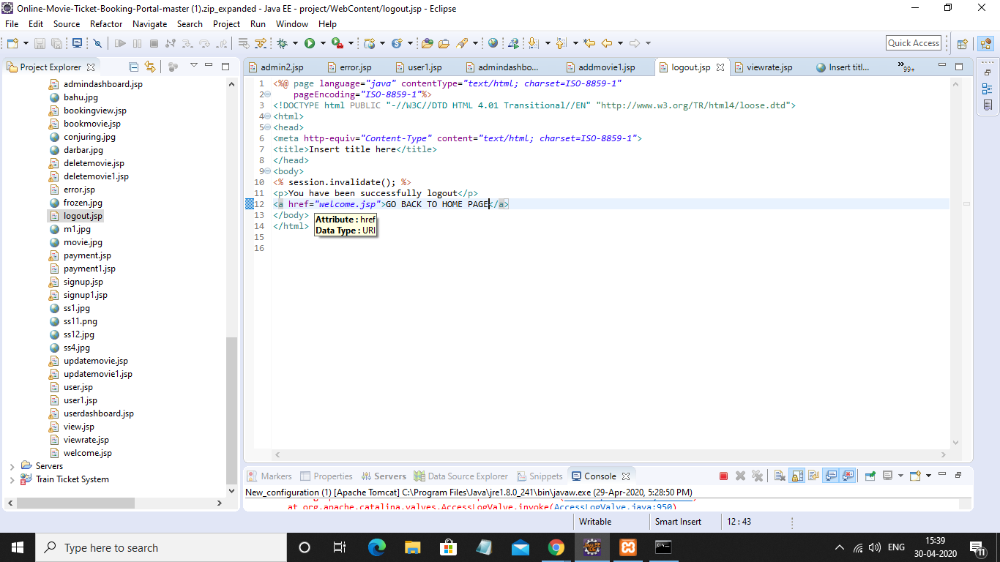 Online-Movie-Ticket-Booking-Portal-master (1).zip_expanded - Java EE - project/WebContent/logout.jsp - Eclipse
File Edit Source Refactor Navigate Search Project Run Window Help
Quick Access
Project Explorer
admindashboard.jsp
bahu.jpg
bookingview.jsp
bookmovie.jsp
conjuring.jpg
darbar.jpg
deletemovie.jsp
deletemovie1.jsp
error.jsp
frozen.jpg
logout.jsp
m1.jpg
movie.jpg
payment.jsp
payment1.jsp
signup.jsp
signup1.jsp
ss1.jpg
ss11.png
ss12.jpg
ss4.jpg
updatemovie.jsp
updatemovie1.jsp
user.jsp
user1.jsp
userdashboard.jsp
view.jsp
viewrate.jsp
welcome.jsp
Servers
Train Ticket System
admin2.jsp error.jsp user1.jsp admindashbo... addmovie1.jsp logout.jsp viewrate.jsp Insert titl... »99+
1 <%@ page language="java" contentType="text/html; charset=ISO-8859-1"
2 pageEncoding="ISO-8859-1"%>
3 <!DOCTYPE html PUBLIC "-//W3C//DTD HTML 4.01 Transitional//EN" "http://www.w3.org/TR/html4/loose.dtd">
4 <html>
5 <head>
6 <meta http-equiv="Content-Type" content="text/html; charset=ISO-8859-1">
7 <title>Insert title here</title>
8 </head>
9 <body>
10 <% session.invalidate(); %>
11 <p>You have been successfully logout</p>
12 <a href="welcome.jsp">GO BACK TO HOME PAGE</a>
13 </body>
14 </html>
15
16
Attribute : href
Data Type : URI
Markers Properties Servers Data Source Explorer Snippets Console
New_configuration (1) [Apache Tomcat] C:\Program Files\Java\jre1.8.0_241\bin\javaw.exe (29-Apr-2020, 5:28:50 PM)
at org.apache.catalina.valves.AccessLogValve.invoke(AccessLogValve.java:950)
Writable Smart Insert 12 : 43
Type here to search
ENG
15:39
30-04-2020
11